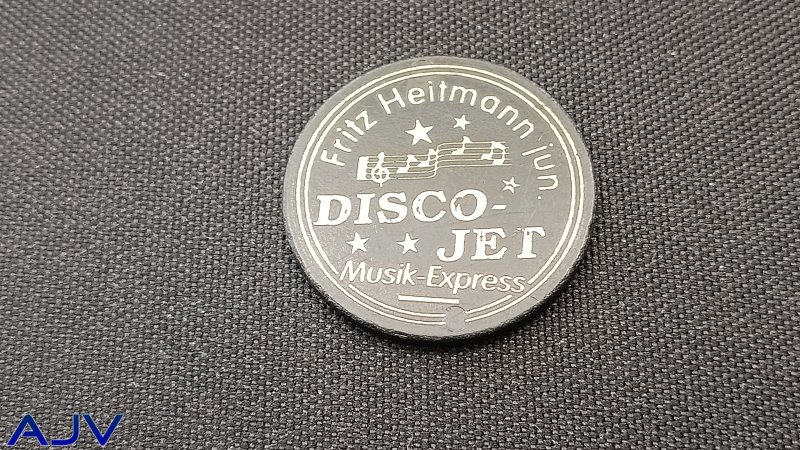 Fritz Heitmann jun.
DISCO-
JET
Musik-Express
AJV